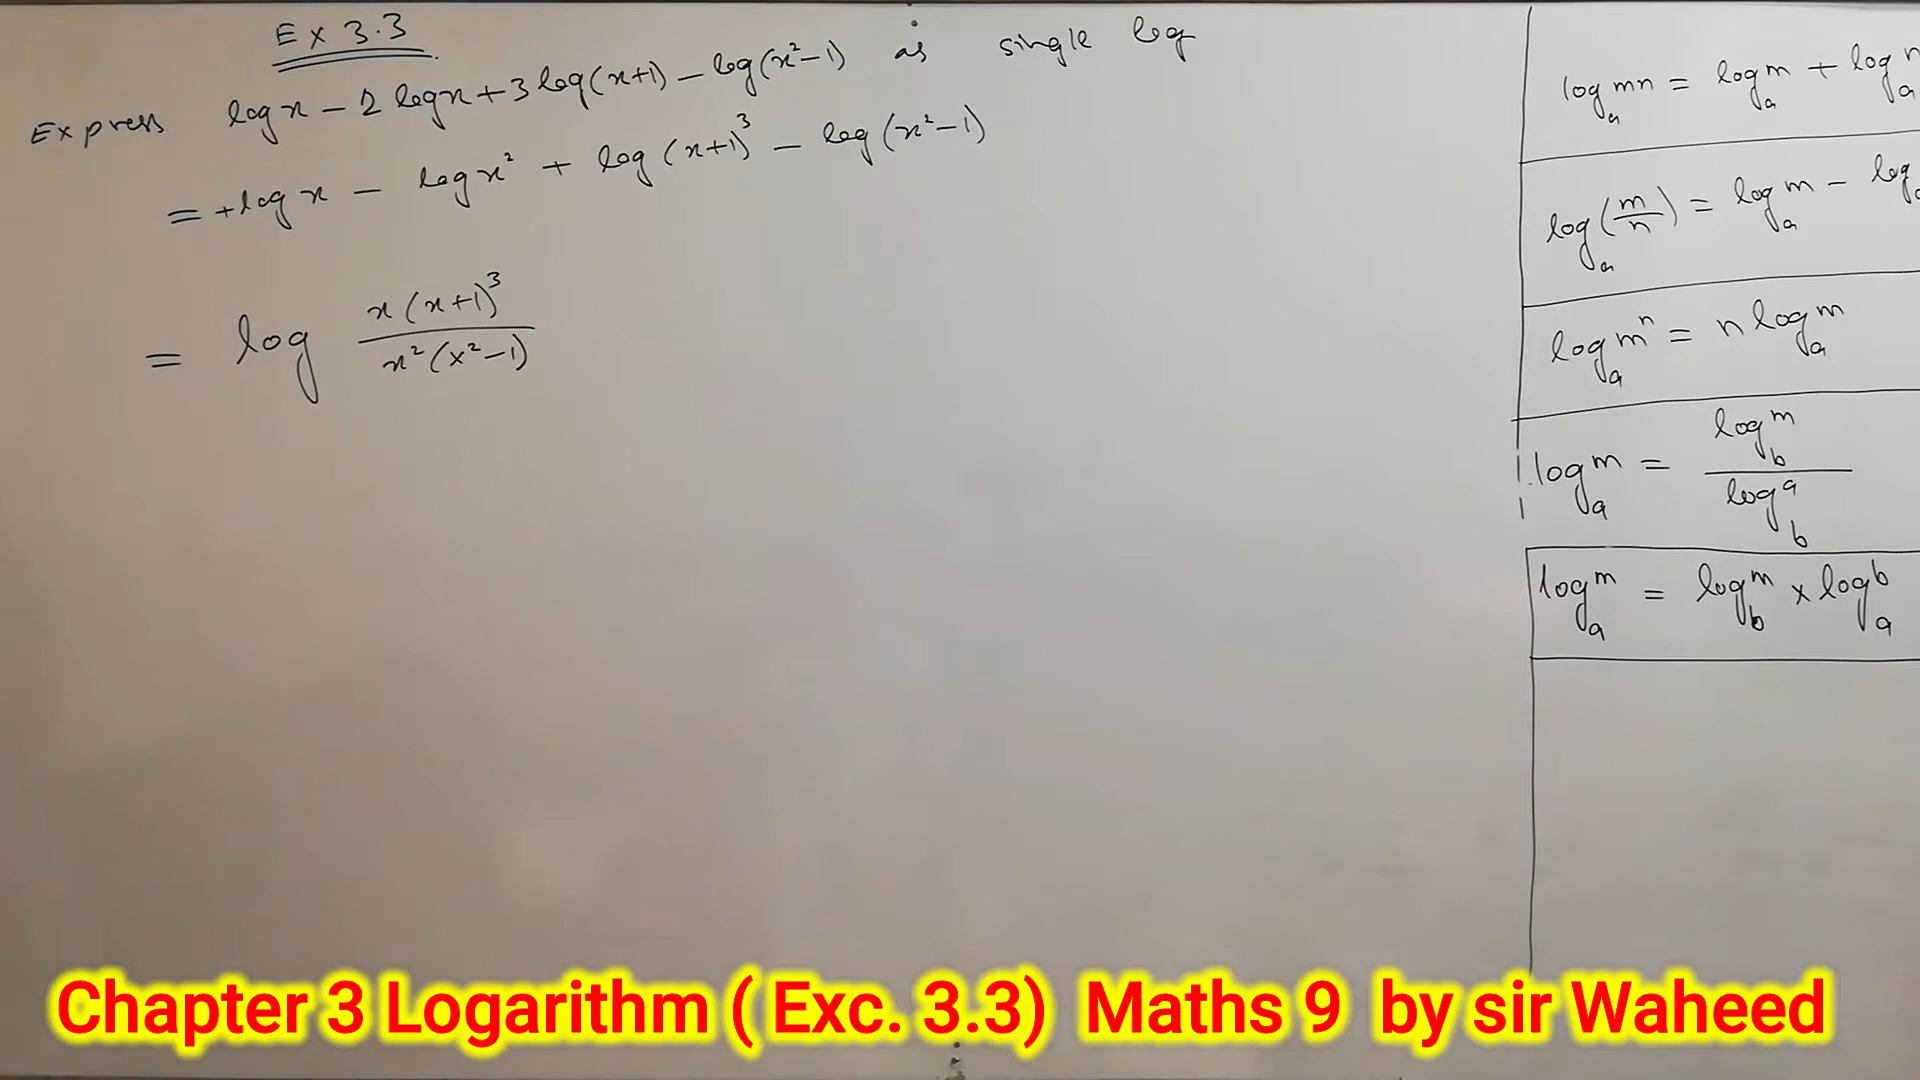 Ex 3.3
Express log x − 2 log x + 3 log(x+1) − log(x²−1) as single log
= +log x − log x² + log (x+1)³ − log (x²−1)
= log x(x+1)³ / x²(x²−1)
logₐ mn = logₐ m + logₐ n
logₐ (m/n) = logₐ m − log
logₐ mⁿ = n logₐ m
logₐ m = log_b m / log_b a
logₐ m = log_b m × logₐ b
Chapter 3 Logarithm ( Exc. 3.3) Maths 9 by sir Waheed